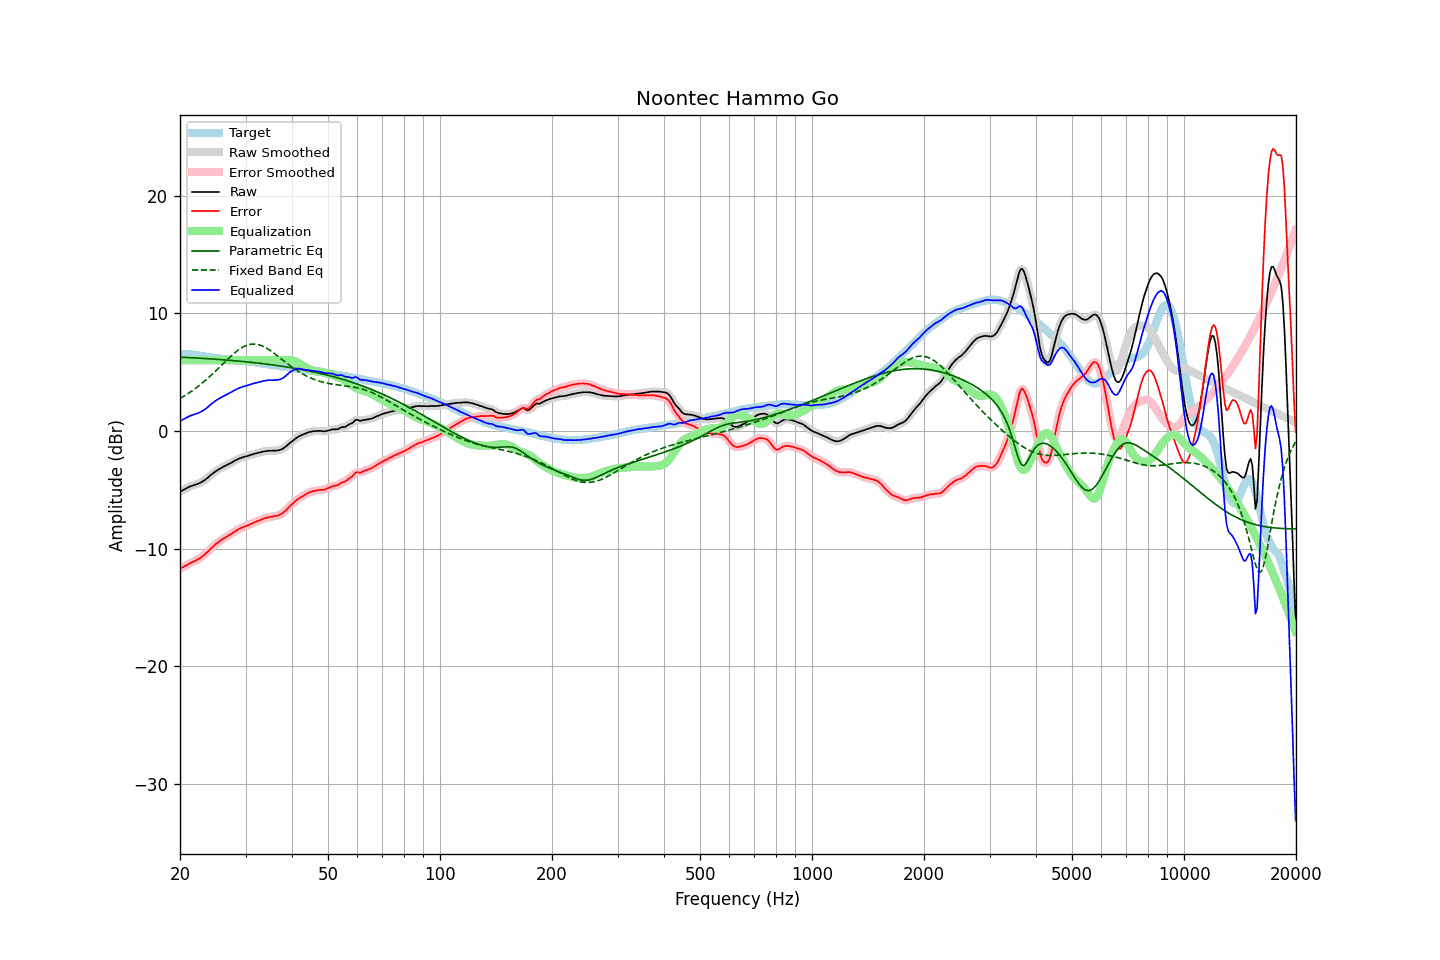 Noontec Hammo Go
Target
Raw Smoothed
Error Smoothed
Raw
Error
Equalization
Parametric Eq
Fixed Band Eq
Equalized
Amplitude (dBr)
20
10
0
−10
−20
−30
20
50
100
200
500
1000
2000
5000
10000
20000
Frequency (Hz)